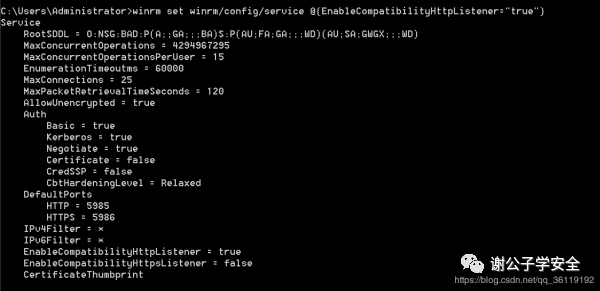 C:\Users\Administrator>winrm set winrm/config/service @{EnableCompatibilityHttpListener="true"}
Service
RootSDDL = O:NSG:BAD:P(A;;GA;;;BA)S:P(AU;FA;GA;;;WD)(AU;SA;GWGX;;;WD)
MaxConcurrentOperations = 4294967295
MaxConcurrentOperationsPerUser = 15
EnumerationTimeoutms = 60000
MaxConnections = 25
MaxPacketRetrievalTimeSeconds = 120
AllowUnencrypted = true
Auth
Basic = true
Kerberos = true
Negotiate = true
Certificate = false
CredSSP = false
CbtHardeningLevel = Relaxed
DefaultPorts
HTTP = 5985
HTTPS = 5986
IPv4Filter = *
IPv6Filter = *
EnableCompatibilityHttpListener = true
EnableCompatibilityHttpsListener = false
CertificateThumbprint
谢公子学安全
https://blog.csdn.net/qq_36119192